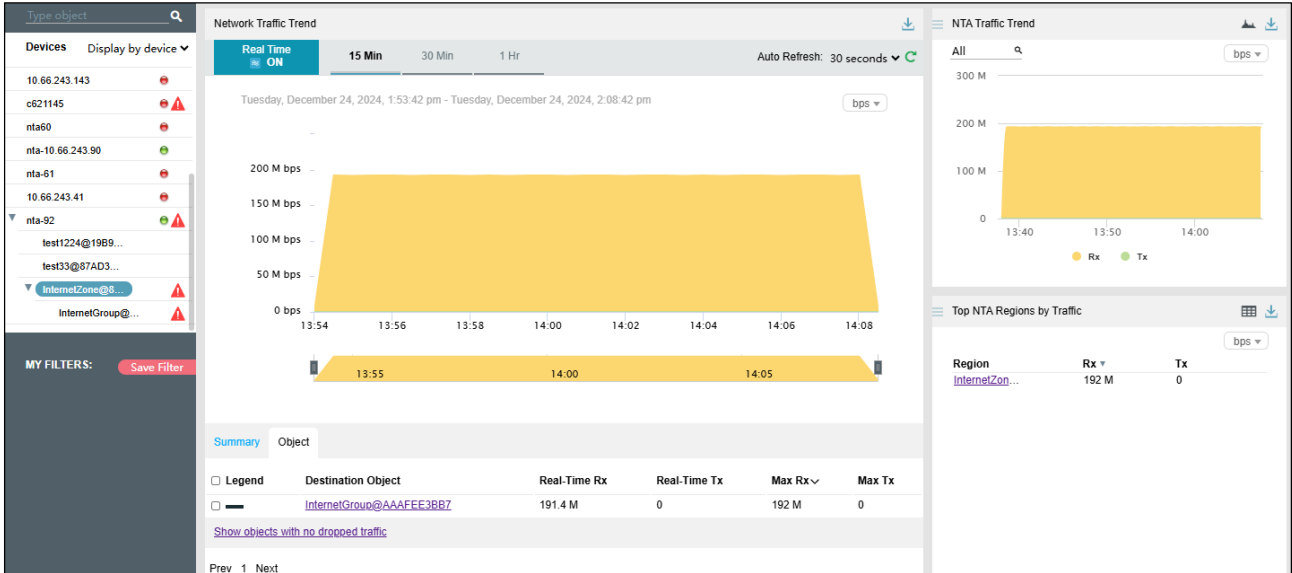 Type object
Devices Display by device
10.66.243.143
c621145
nta60
nta-10.66.243.90
nta-61
10.66.243.41
nta-92
test1224@19B9...
test33@87AD3...
InternetZone@8...
InternetGroup@...
MY FILTERS: Save Filter
Network Traffic Trend
Real Time
ON
15 Min 30 Min 1 Hr
Auto Refresh: 30 seconds
Tuesday, December 24, 2024, 1:53:42 pm - Tuesday, December 24, 2024, 2:08:42 pm
bps
200 M bps
150 M bps
100 M bps
50 M bps
0 bps
13:54 13:56 13:58 14:00 14:02 14:04 14:06 14:08
13:55 14:00 14:05
Summary Object
Legend Destination Object Real-Time Rx Real-Time Tx Max Rx Max Tx
InternetGroup@AAAFEE3BB7 191.4 M 0 192 M 0
Show objects with no dropped traffic
Prev 1 Next
NTA Traffic Trend
All
bps
300 M
200 M
100 M
0
13:40 13:50 14:00
Rx Tx
Top NTA Regions by Traffic
bps
Region Rx Tx
InternetZon... 192 M 0